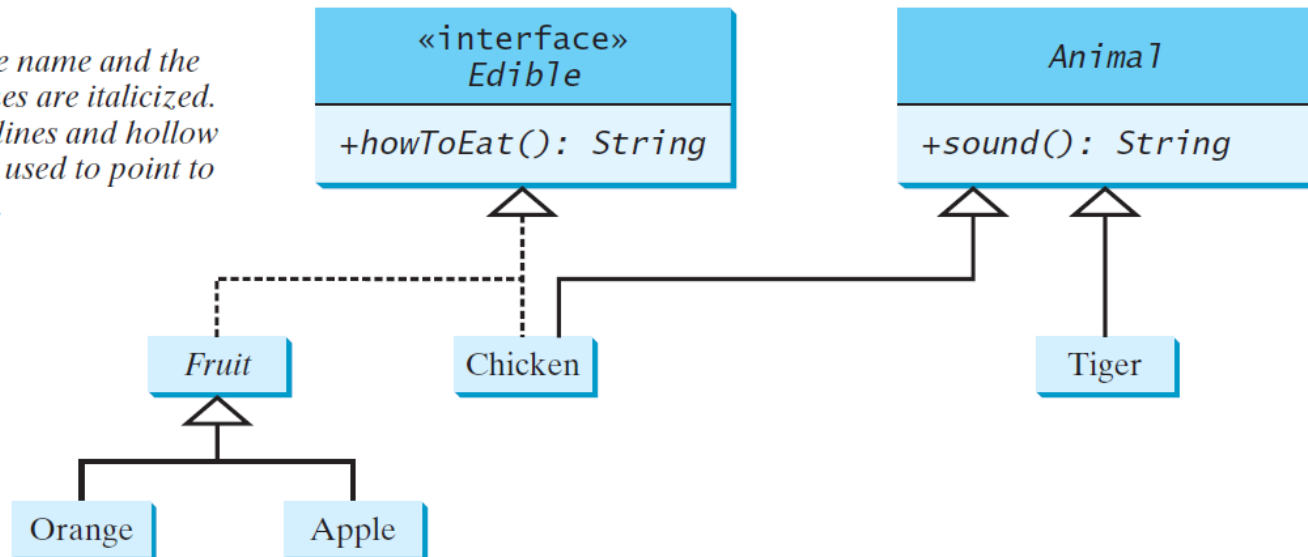 name and the
are italicized.
lines and hollow
used to point to
«interface»
Edible
+howToEat(): String
Animal
+sound(): String
Fruit
Chicken
Tiger
Orange
Apple